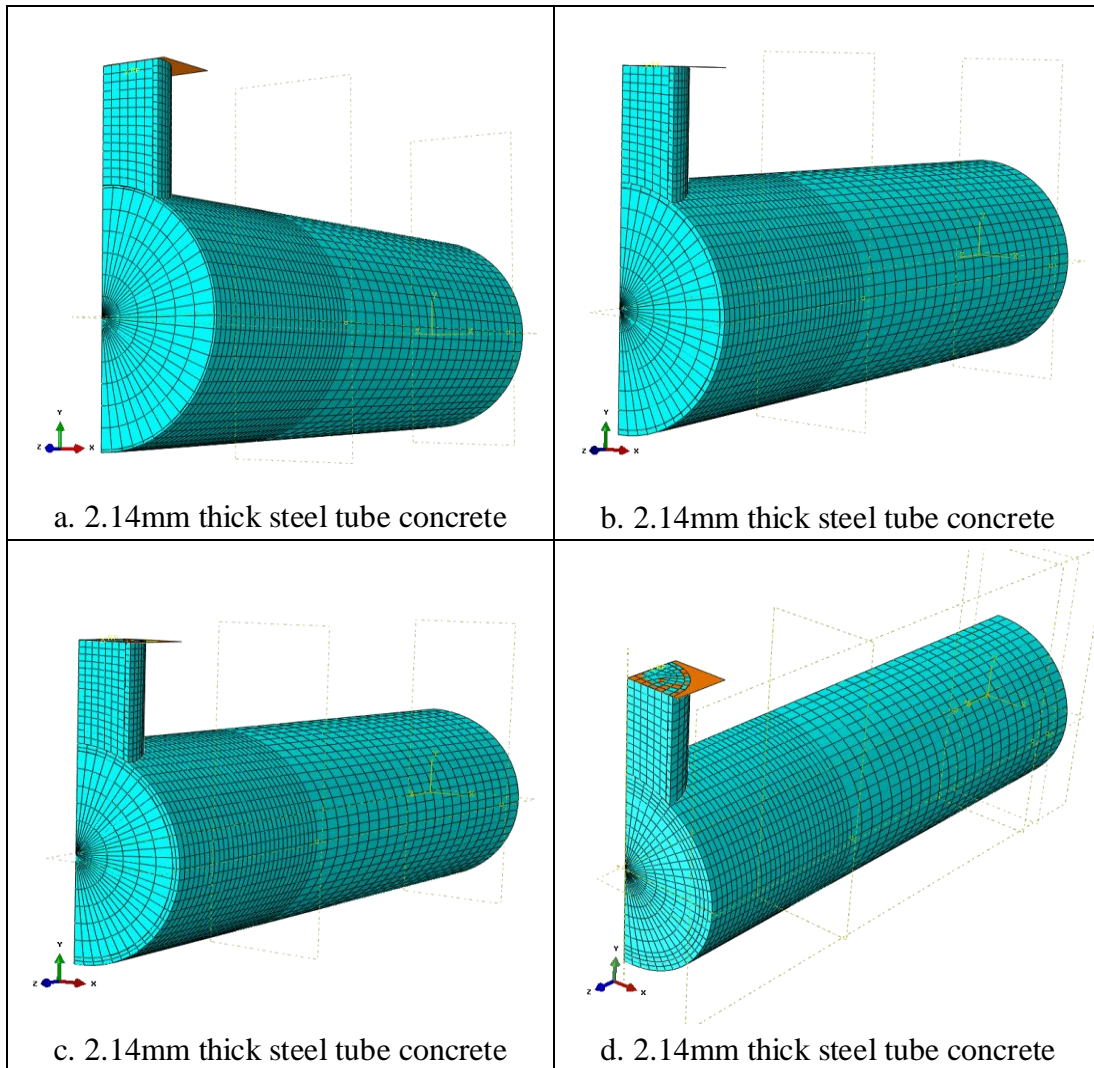 Y
Z X
a. 2.14mm thick steel tube concrete
Y
Z X
b. 2.14mm thick steel tube concrete
Y
Z X
c. 2.14mm thick steel tube concrete
Y
Z X
d. 2.14mm thick steel tube concrete